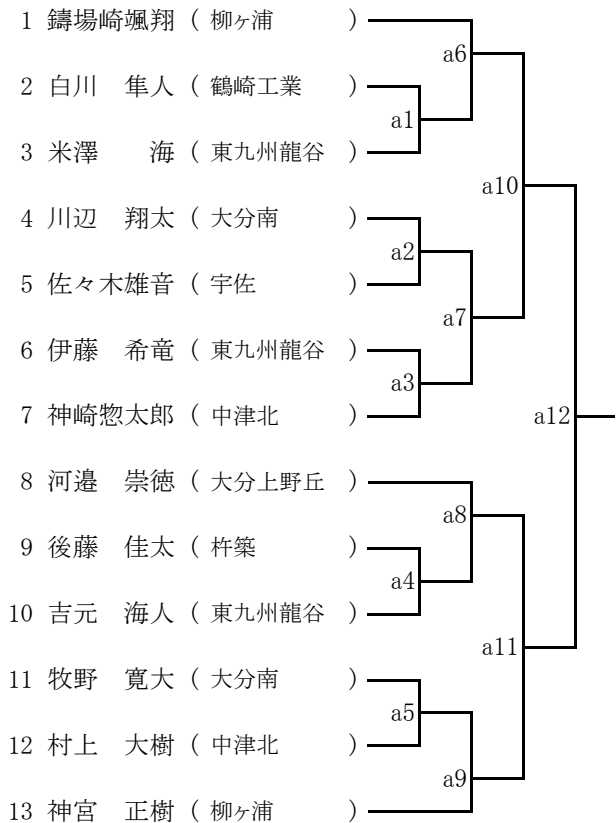 1 鑄場崎颯翔 ( 柳ヶ浦 )
a6
2 白川 隼人 ( 鶴崎工業 )
a1
3 米澤 海 ( 東九州龍谷 )
a10
4 川辺 翔太 ( 大分南 )
a2
5 佐々木雄音 ( 宇佐 )
a7
6 伊藤 希竜 ( 東九州龍谷 )
a3
7 神崎惣太郎 ( 中津北 )
a12
8 河邉 崇徳 ( 大分上野丘 )
a8
9 後藤 佳太 ( 杵築 )
a4
10 吉元 海人 ( 東九州龍谷 )
a11
11 牧野 寛大 ( 大分南 )
a5
12 村上 大樹 ( 中津北 )
a9
13 神宮 正樹 ( 柳ヶ浦 )